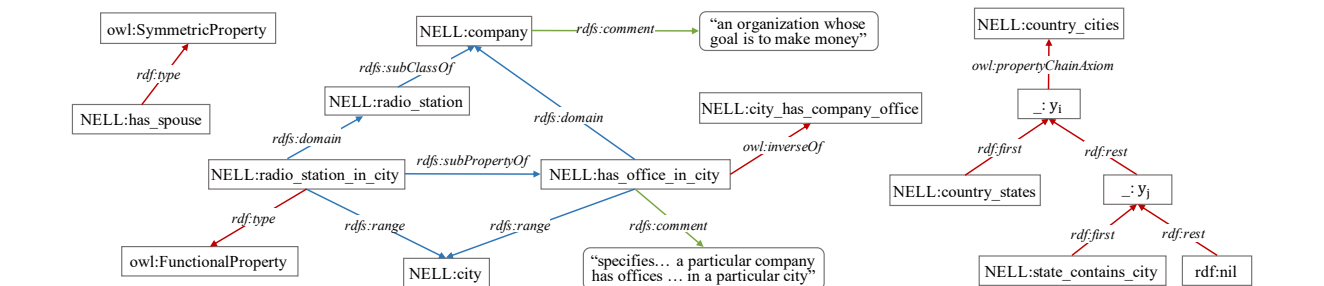 owl:SymmetricProperty
rdf:type
NELL:has_spouse
NELL:company
rdfs:comment
“an organization whose
goal is to make money”
rdfs:subClassOf
NELL:radio_station
rdfs:domain
rdfs:domain
NELL:city_has_company_office
owl:inverseOf
NELL:radio_station_in_city
rdfs:subPropertyOf
NELL:has_office_in_city
rdf:type
rdfs:range
rdfs:range
rdfs:comment
owl:FunctionalProperty
NELL:city
“specifies… a particular company
has offices … in a particular city”
NELL:country_cities
owl:propertyChainAxiom
_: yi
rdf:first
rdf:rest
NELL:country_states
_: yj
rdf:first
rdf:rest
NELL:state_contains_city
rdf:nil